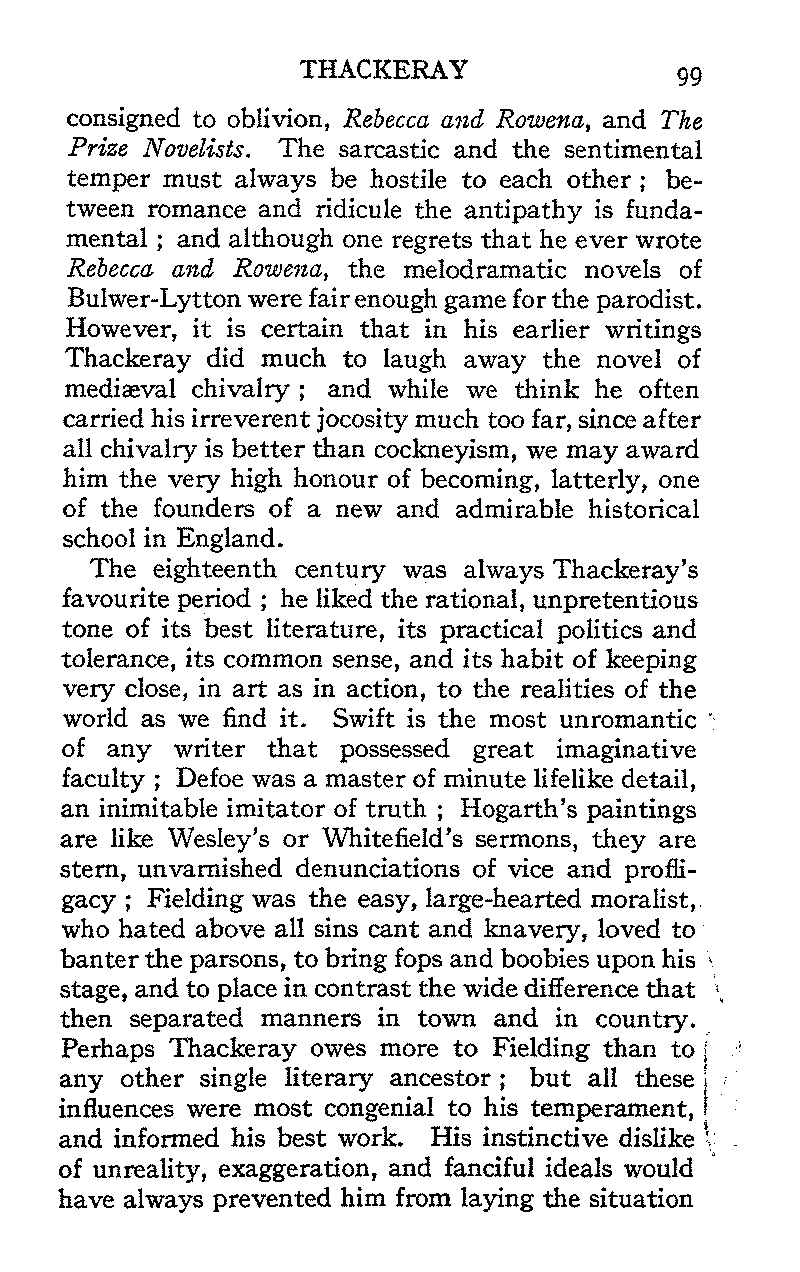 THACKERAY 99
consigned to oblivion, Rebecca and Rowena, and The
Prize Novelists. The sarcastic and the sentimental
temper must always be hostile to each other ; be-
tween romance and ridicule the antipathy is funda-
mental ; and although one regrets that he ever wrote
Rebecca and Rowena, the melodramatic novels of
Bulwer-Lytton were fair enough game for the parodist.
However, it is certain that in his earlier writings
Thackeray did much to laugh away the novel of
mediæval chivalry ; and while we think he often
carried his irreverent jocosity much too far, since after
all chivalry is better than cockneyism, we may award
him the very high honour of becoming, latterly, one
of the founders of a new and admirable historical
school in England.
The eighteenth century was always Thackeray's
favourite period ; he liked the rational, unpretentious
tone of its best literature, its practical politics and
tolerance, its common sense, and its habit of keeping
very close, in art as in action, to the realities of the
world as we find it. Swift is the most unromantic
of any writer that possessed great imaginative
faculty ; Defoe was a master of minute lifelike detail,
an inimitable imitator of truth ; Hogarth's paintings
are like Wesley's or Whitefield's sermons, they are
stern, unvarnished denunciations of vice and profli-
gacy ; Fielding was the easy, large-hearted moralist,
who hated above all sins cant and knavery, loved to
banter the parsons, to bring fops and boobies upon his
stage, and to place in contrast the wide difference that
then separated manners in town and in country.
Perhaps Thackeray owes more to Fielding than to
any other single literary ancestor ; but all these
influences were most congenial to his temperament,
and informed his best work. His instinctive dislike
of unreality, exaggeration, and fanciful ideals would
have always prevented him from laying the situation